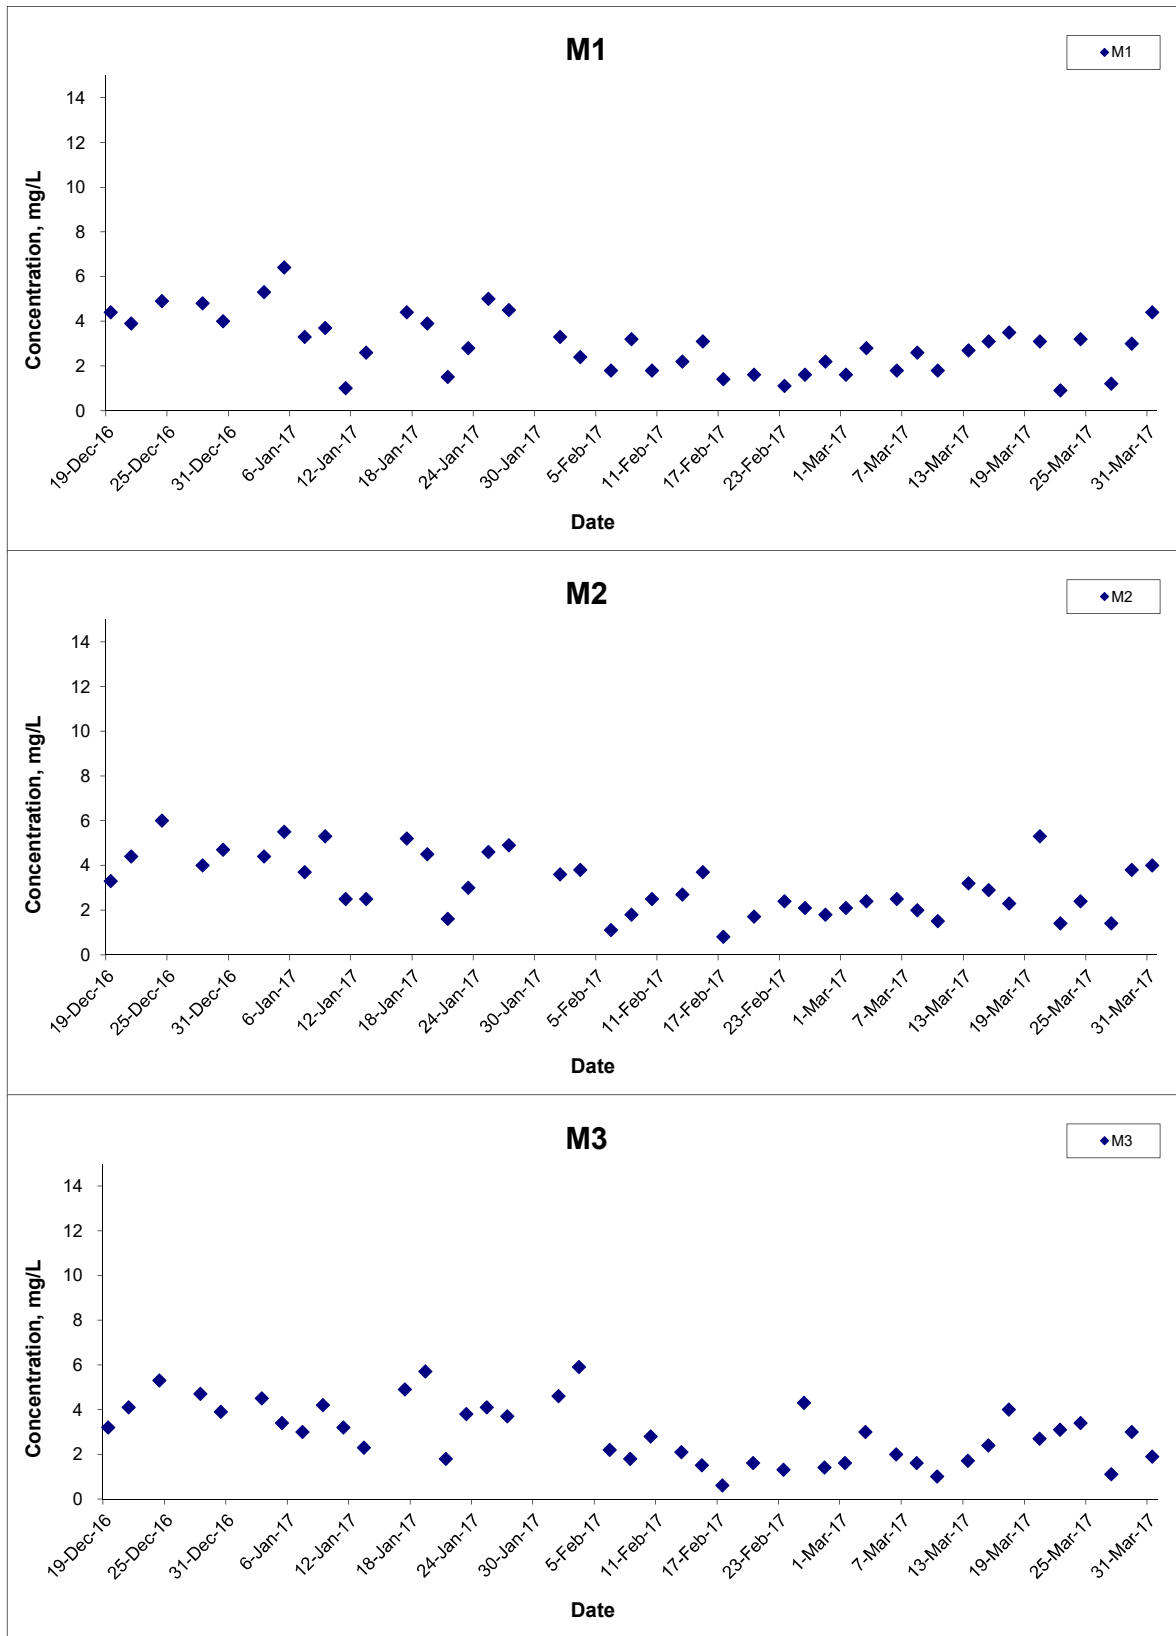 M1
M1
14
12
10
8
6
4
2
0
Concentration, mg/L
19-Dec-16 25-Dec-16 31-Dec-16 6-Jan-17 12-Jan-17 18-Jan-17 24-Jan-17 30-Jan-17 5-Feb-17 11-Feb-17 17-Feb-17 23-Feb-17 1-Mar-17 7-Mar-17 13-Mar-17 19-Mar-17 25-Mar-17 31-Mar-17
Date
M2
M2
14
12
10
8
6
4
2
0
Concentration, mg/L
19-Dec-16 25-Dec-16 31-Dec-16 6-Jan-17 12-Jan-17 18-Jan-17 24-Jan-17 30-Jan-17 5-Feb-17 11-Feb-17 17-Feb-17 23-Feb-17 1-Mar-17 7-Mar-17 13-Mar-17 19-Mar-17 25-Mar-17 31-Mar-17
Date
M3
M3
14
12
10
8
6
4
2
0
Concentration, mg/L
19-Dec-16 25-Dec-16 31-Dec-16 6-Jan-17 12-Jan-17 18-Jan-17 24-Jan-17 30-Jan-17 5-Feb-17 11-Feb-17 17-Feb-17 23-Feb-17 1-Mar-17 7-Mar-17 13-Mar-17 19-Mar-17 25-Mar-17 31-Mar-17
Date